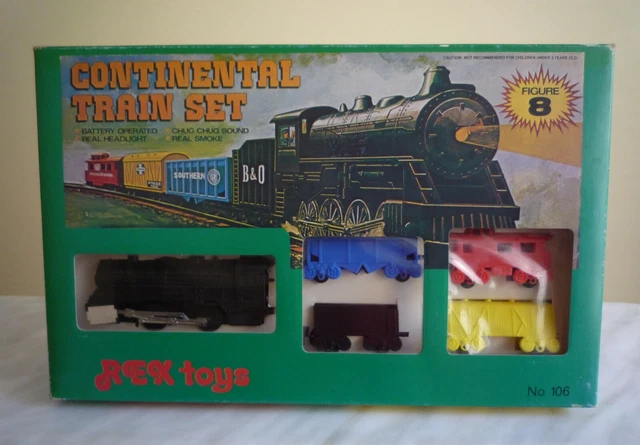 CAUTION: NOT RECOMMENDED FOR CHILDREN UNDER 3 YEARS OLD.
CONTINENTAL
TRAIN SET
BATTERY OPERATED
REAL HEADLIGHT
CHUG CHUG SOUND
REAL SMOKE
FIGURE
8
SOUTHERN
B&O
REX toys
No 106